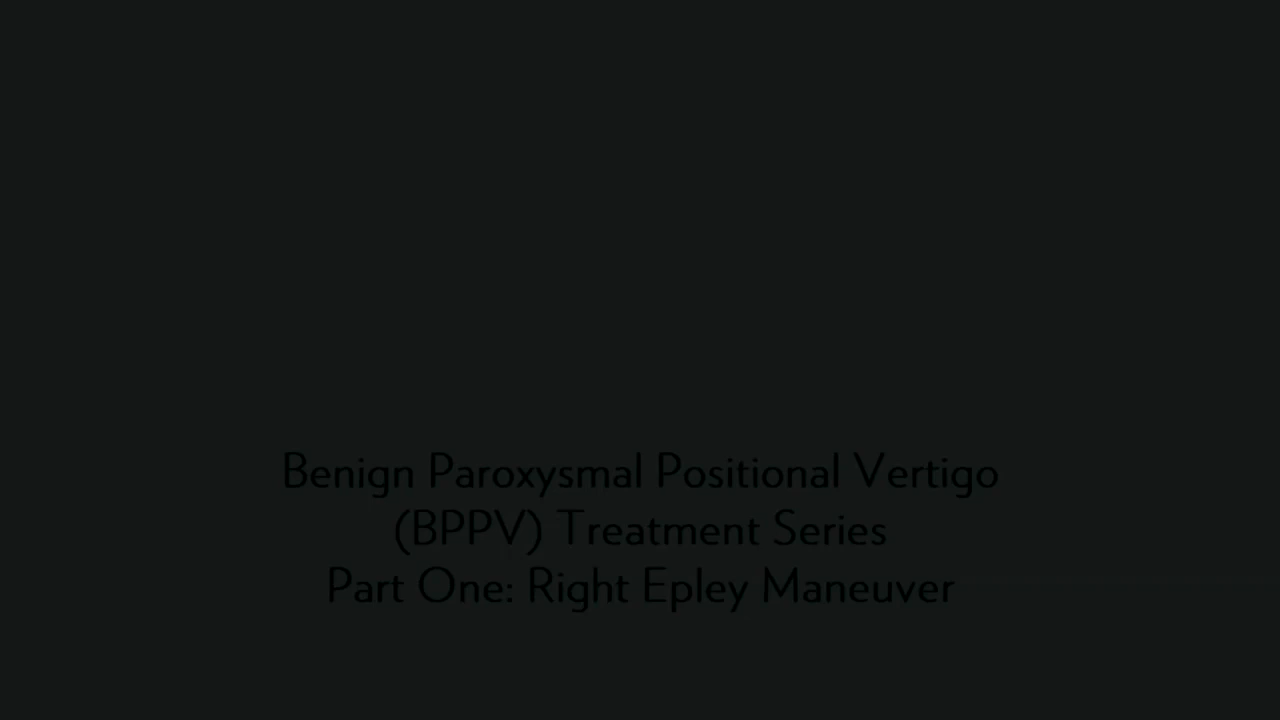 Benign Paroxysmal Positional Vertigo
(BPPV) Treatment Series
Part One: Right Epley Maneuver